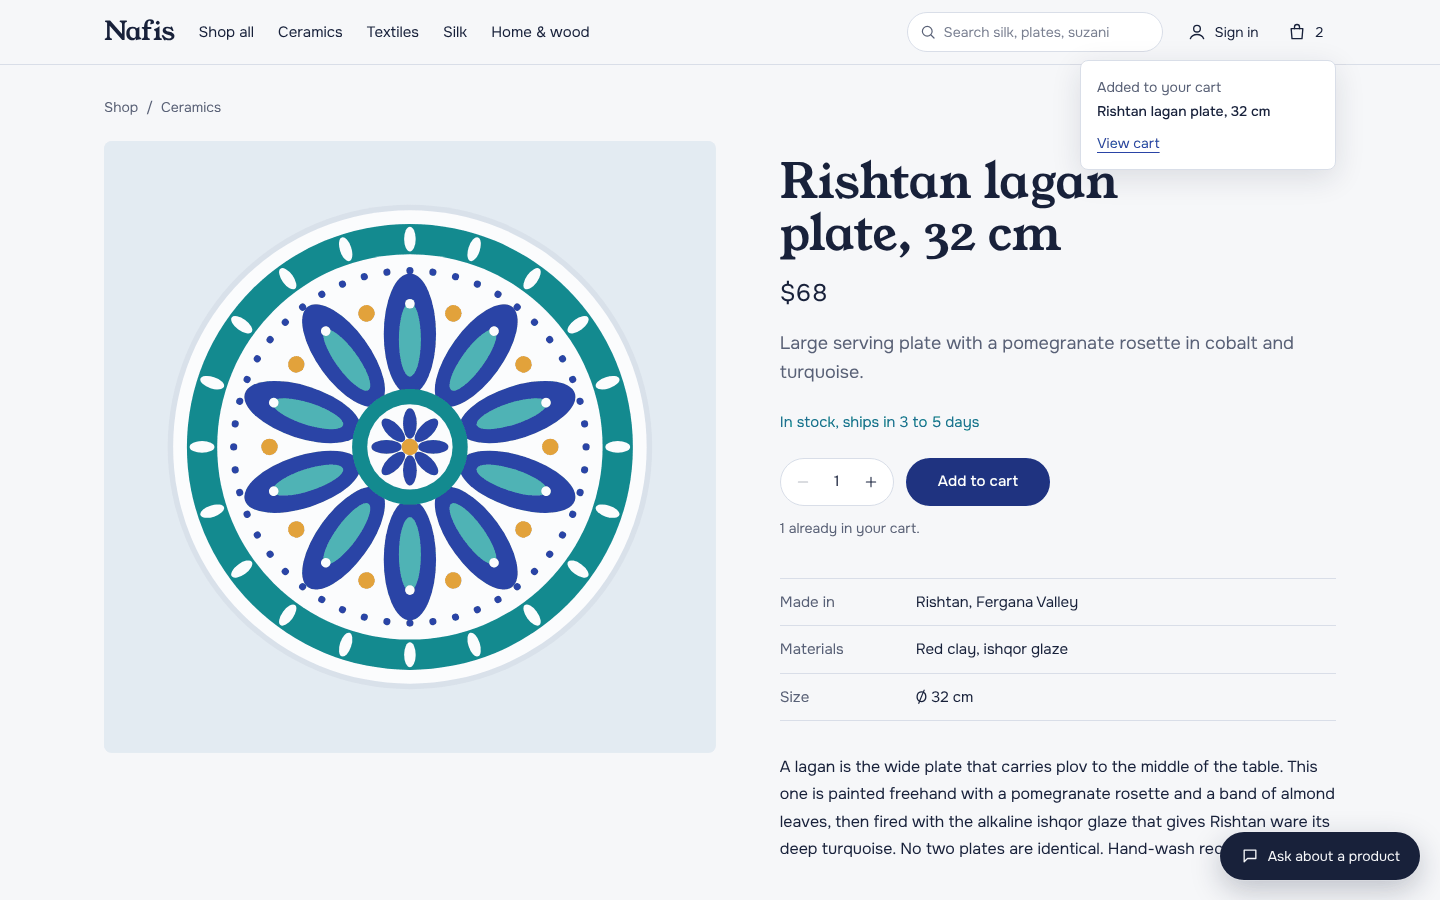 Nafis
Shop all
Ceramics
Textiles
Silk
Home & wood
Search silk, plates, suzani
Sign in
2
Added to your cart
Rishtan lagan plate, 32 cm
View cart
Shop / Ceramics
Rishtan lagan
plate, 32 cm
$68
Large serving plate with a pomegranate rosette in cobalt and
turquoise.
In stock, ships in 3 to 5 days
1
Add to cart
1 already in your cart.
Made in
Rishtan, Fergana Valley
Materials
Red clay, ishqor glaze
Size
Ø 32 cm
A lagan is the wide plate that carries plov to the middle of the table. This
one is painted freehand with a pomegranate rosette and a band of almond
leaves, then fired with the alkaline ishqor glaze that gives Rishtan ware its
deep turquoise. No two plates are identical. Hand-wash
Ask about a product